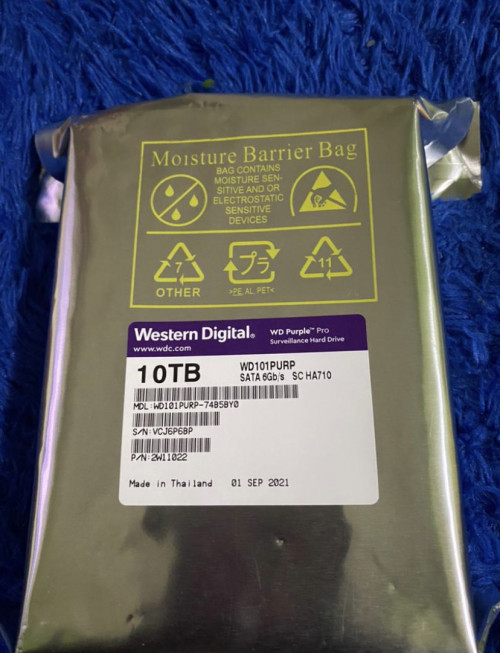 Moisture Barrier Bag
BAG CONTAINS
MOISTURE SEN-
SITIVE AND OR
ELECTROSTATIC
SENSITIVE
DEVICES
7
OTHER
プラ
>PE, AL, PET<
11
Western Digital®
www.wdc.com
WD Purple™ Pro
Surveillance Hard Drive
10TB
WD101PURP
SATA 6Gb/s SC HA710
MDL:WD101PURP-74B5BY0
S/N:VCJ6P6BP
P/N:2W11022
Made in Thailand 01 SEP 2021